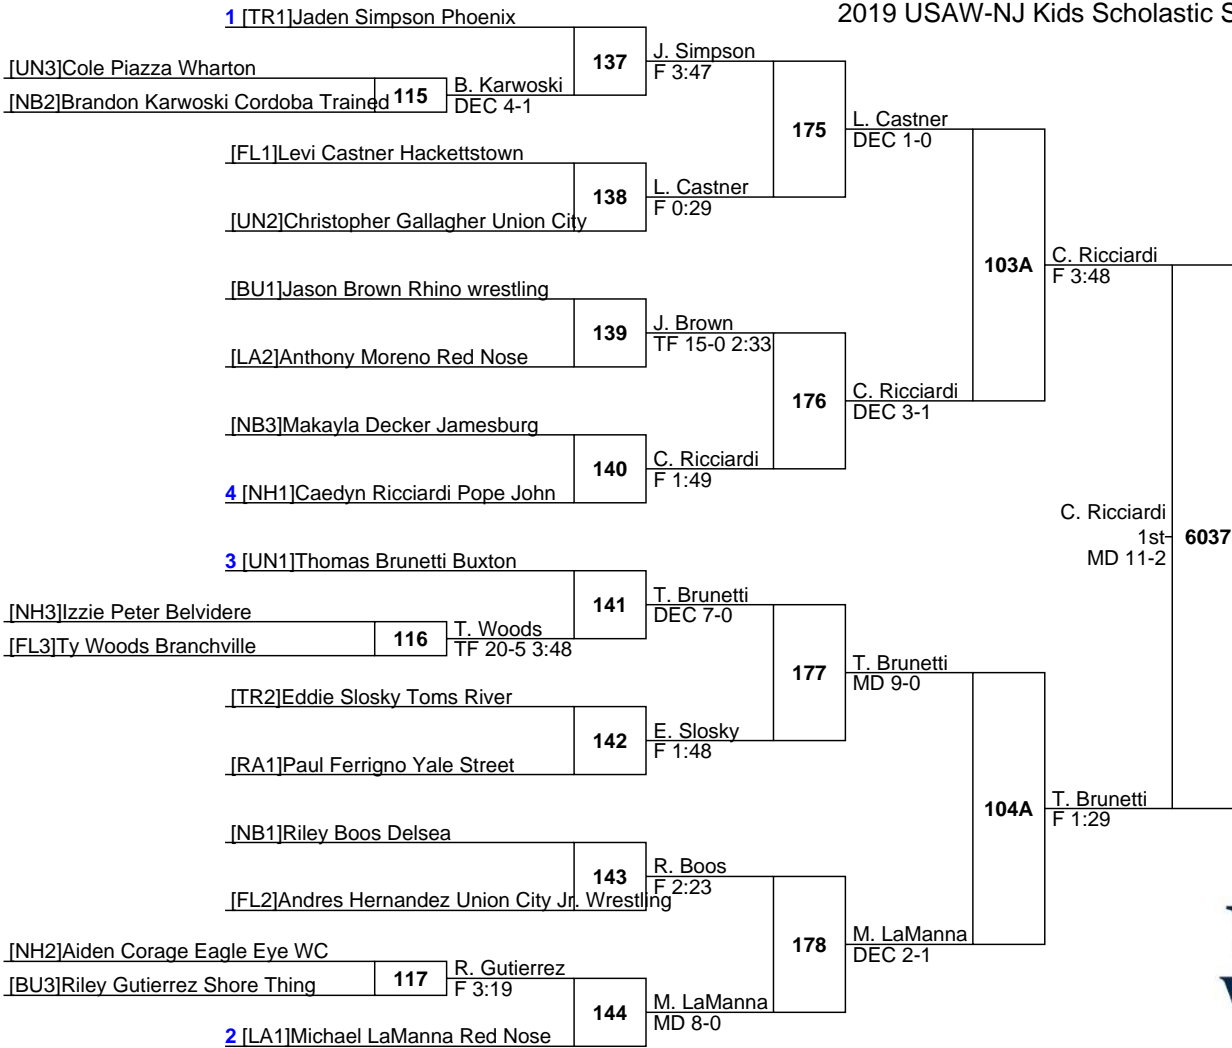 2019 USAW-NJ Kids Scholastic S
1 [TR1]Jaden Simpson Phoenix
[UN3]Cole Piazza Wharton
[NB2]Brandon Karwoski Cordoba Trained
115
B. Karwoski
DEC 4-1
137
J. Simpson
F 3:47
[FL1]Levi Castner Hackettstown
[UN2]Christopher Gallagher Union City
138
L. Castner
F 0:29
175
L. Castner
DEC 1-0
[BU1]Jason Brown Rhino wrestling
[LA2]Anthony Moreno Red Nose
139
J. Brown
TF 15-0 2:33
[NB3]Makayla Decker Jamesburg
4 [NH1]Caedyn Ricciardi Pope John
140
C. Ricciardi
F 1:49
176
C. Ricciardi
DEC 3-1
103A
C. Ricciardi
F 3:48
3 [UN1]Thomas Brunetti Buxton
[NH3]Izzie Peter Belvidere
[FL3]Ty Woods Branchville
116
T. Woods
TF 20-5 3:48
141
T. Brunetti
DEC 7-0
[TR2]Eddie Slosky Toms River
[RA1]Paul Ferrigno Yale Street
142
E. Slosky
F 1:48
177
T. Brunetti
MD 9-0
[NB1]Riley Boos Delsea
[FL2]Andres Hernandez Union City Jr. Wrestling
143
R. Boos
F 2:23
[NH2]Aiden Corage Eagle Eye WC
[BU3]Riley Gutierrez Shore Thing
117
R. Gutierrez
F 3:19
2 [LA1]Michael LaManna Red Nose
144
M. LaManna
MD 8-0
178
M. LaManna
DEC 2-1
104A
T. Brunetti
F 1:29
C. Ricciardi
1st
MD 11-2
6037